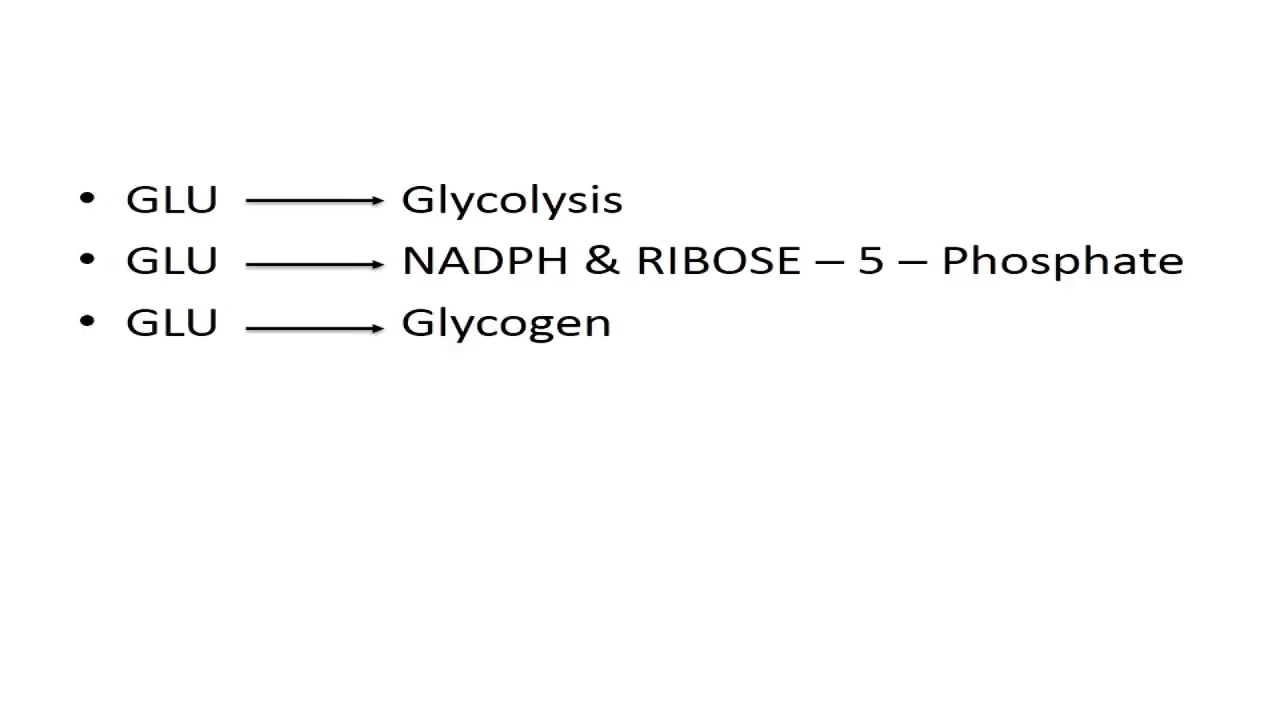 • GLU → Glycolysis
• GLU → NADPH & RIBOSE – 5 – Phosphate
• GLU → Glycogen